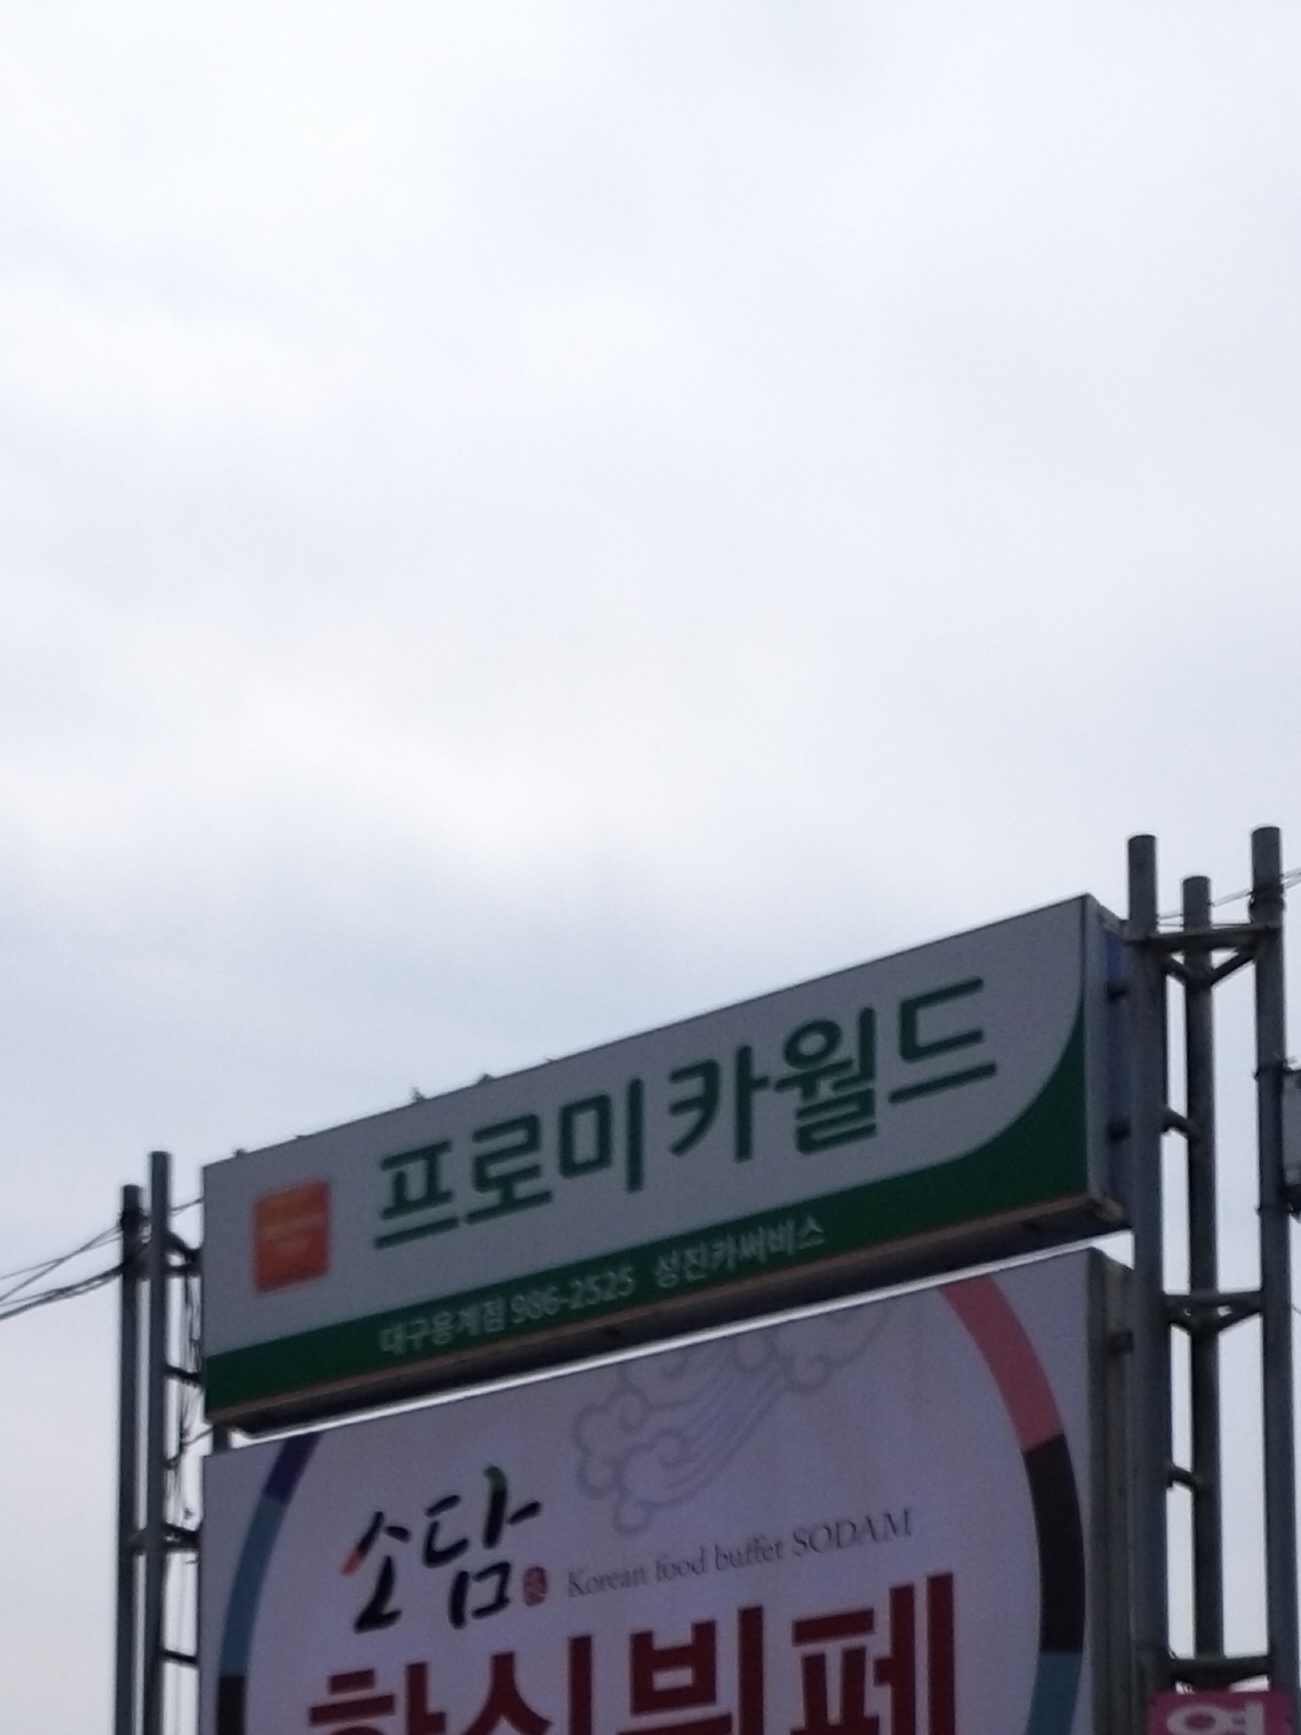 프로미카월드
대구용계점 986-2525 성진카써비스
소담
Korean food buffet SODAM
한식뷔페